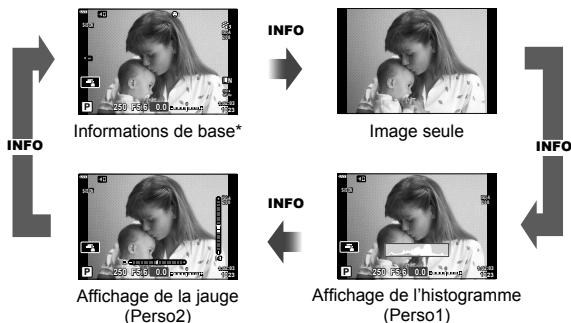 INFO
Informations de base*
Image seule
INFO
INFO
INFO
P 250 F5.6 0.0
P 250 F5.6 0.0
P 250 F5.6 0.0
Affichage de la jauge
(Perso2)
Affichage de l’histogramme
(Perso1)